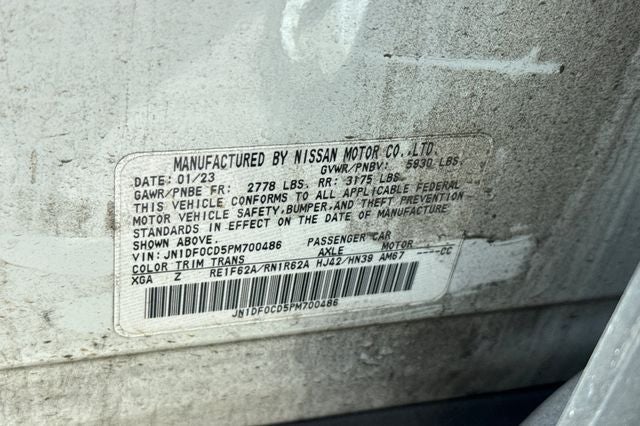 MANUFACTURED BY NISSAN MOTOR CO.,LTD.
DATE: 01/23 GVWR/PNBV: 5930 LBS.
GAWR/PNBE FR: 2778 LBS. RR: 3175 LBS.
THIS VEHICLE CONFORMS TO ALL APPLICABLE FEDERAL
MOTOR VEHICLE SAFETY,BUMPER,AND THEFT PREVENTION
STANDARDS IN EFFECT ON THE DATE OF MANUFACTURE
SHOWN ABOVE.
VIN: JN1DF0CD5PM700486 PASSENGER CAR
COLOR TRIM TRANS AXLE MOTOR
XGA Z RE1F62A/RN1R62A HJ42/HN39 AM67 ----CC
JN1DF0CD5PM700486